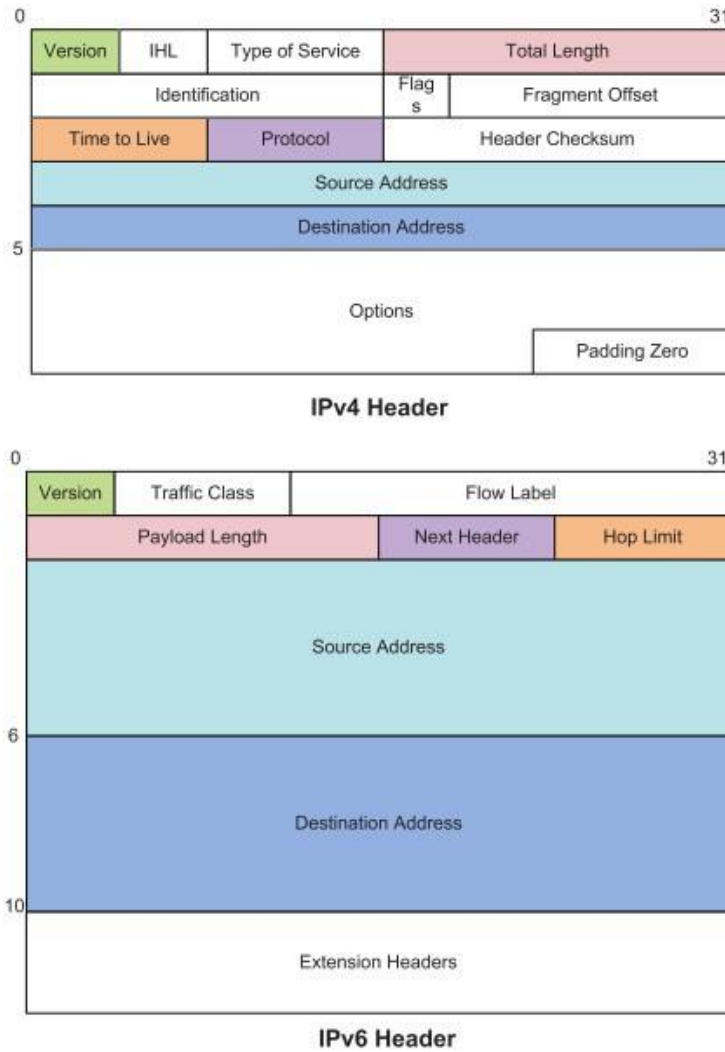 0 31
Version IHL Type of Service Total Length
Identification Flag
s Fragment Offset
Time to Live Protocol Header Checksum
Source Address
Destination Address
5
Options
Padding Zero
IPv4 Header
0 31
Version Traffic Class Flow Label
Payload Length Next Header Hop Limit
Source Address
6
Destination Address
10
Extension Headers
IPv6 Header